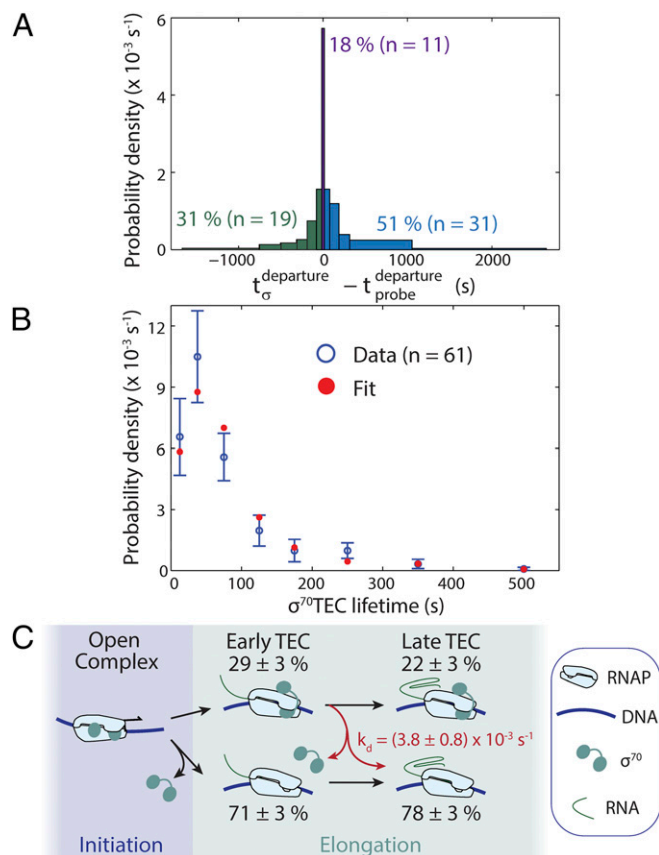 A
Probability density (x 10⁻³ s⁻¹)
6
4
2
0
18 % (n = 11)
31 % (n = 19)
51 % (n = 31)
−1000
0
1000
2000
t_σ^departure − t_probe^departure (s)
B
Probability density (x 10⁻³ s⁻¹)
12
9
6
3
0
Data (n = 61)
Fit
0
100
200
300
400
500
σ⁷⁰TEC lifetime (s)
C
Open
Complex
Early TEC
29 ± 3 %
Late TEC
22 ± 3 %
k_d = (3.8 ± 0.8) x 10⁻³ s⁻¹
71 ± 3 %
78 ± 3 %
Initiation
Elongation
RNAP
DNA
σ⁷⁰
RNA